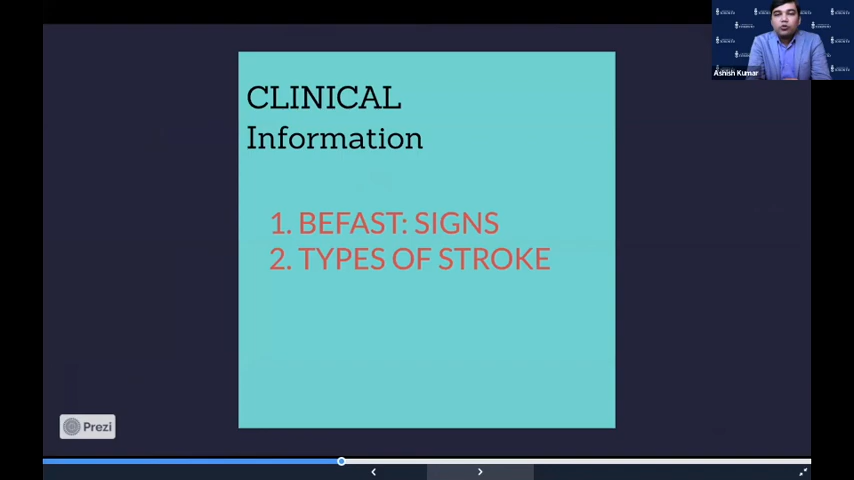 CLINICAL
Information
1. BEFAST: SIGNS
2. TYPES OF STROKE
Ashish Kumar
Prezi